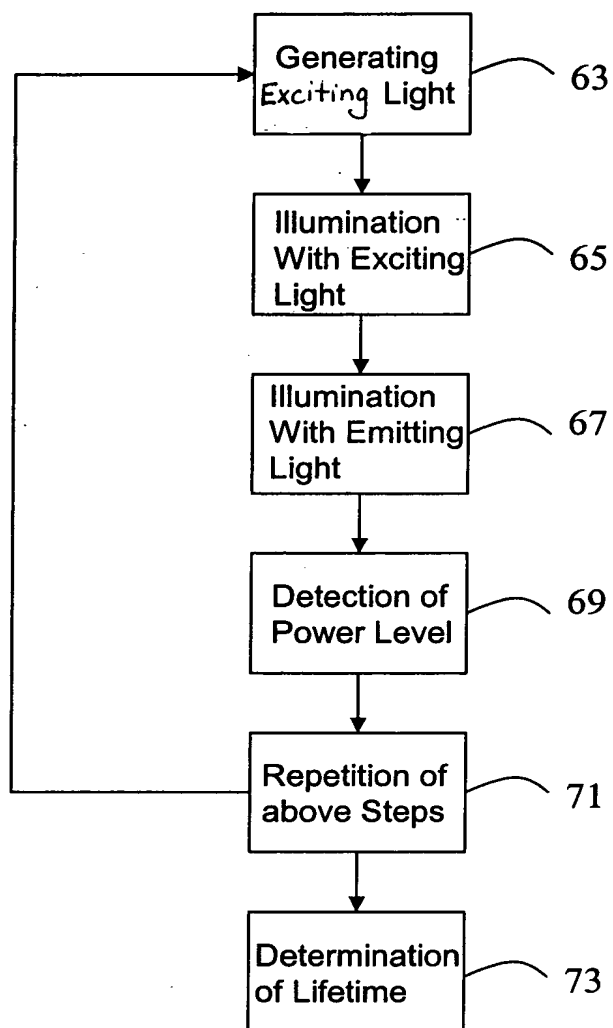 Generating
Exciting Light
63
Illumination
With Exciting
Light
65
Illumination
With Emitting
Light
67
Detection of
Power Level
69
Repetition of
above Steps
71
Determination
of Lifetime
73